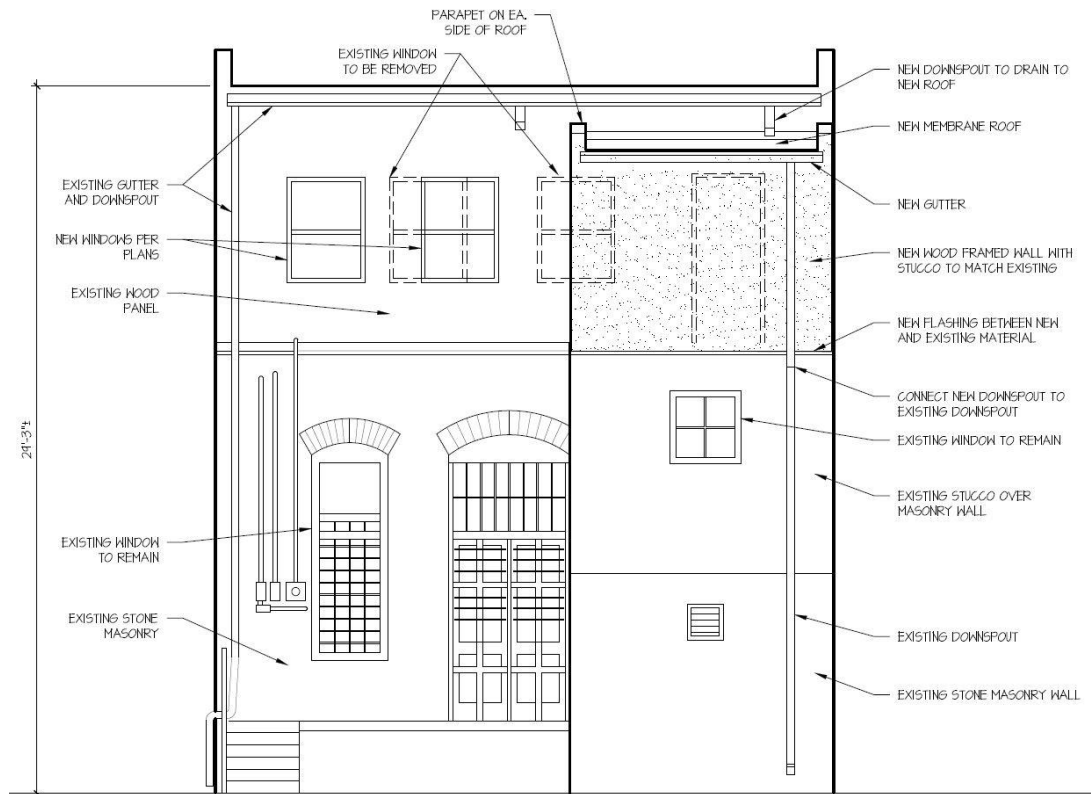 PARAPET ON EA.
SIDE OF ROOF
EXISTING WINDOW
TO BE REMOVED
NEW DOWNSPOUT TO DRAIN TO
NEW ROOF
NEW MEMBRANE ROOF
EXISTING GUTTER
AND DOWNSPOUT
NEW GUTTER
NEW WINDOWS PER
PLANS
NEW WOOD FRAMED WALL WITH
STUCCO TO MATCH EXISTING
EXISTING WOOD
PANEL
NEW FLASHING BETWEEN NEW
AND EXISTING MATERIAL
CONNECT NEW DOWNSPOUT TO
EXISTING DOWNSPOUT
EXISTING WINDOW TO REMAIN
EXISTING STUCCO OVER
MASONRY WALL
EXISTING WINDOW
TO REMAIN
EXISTING STONE
MASONRY
EXISTING DOWNSPOUT
EXISTING STONE MASONRY WALL